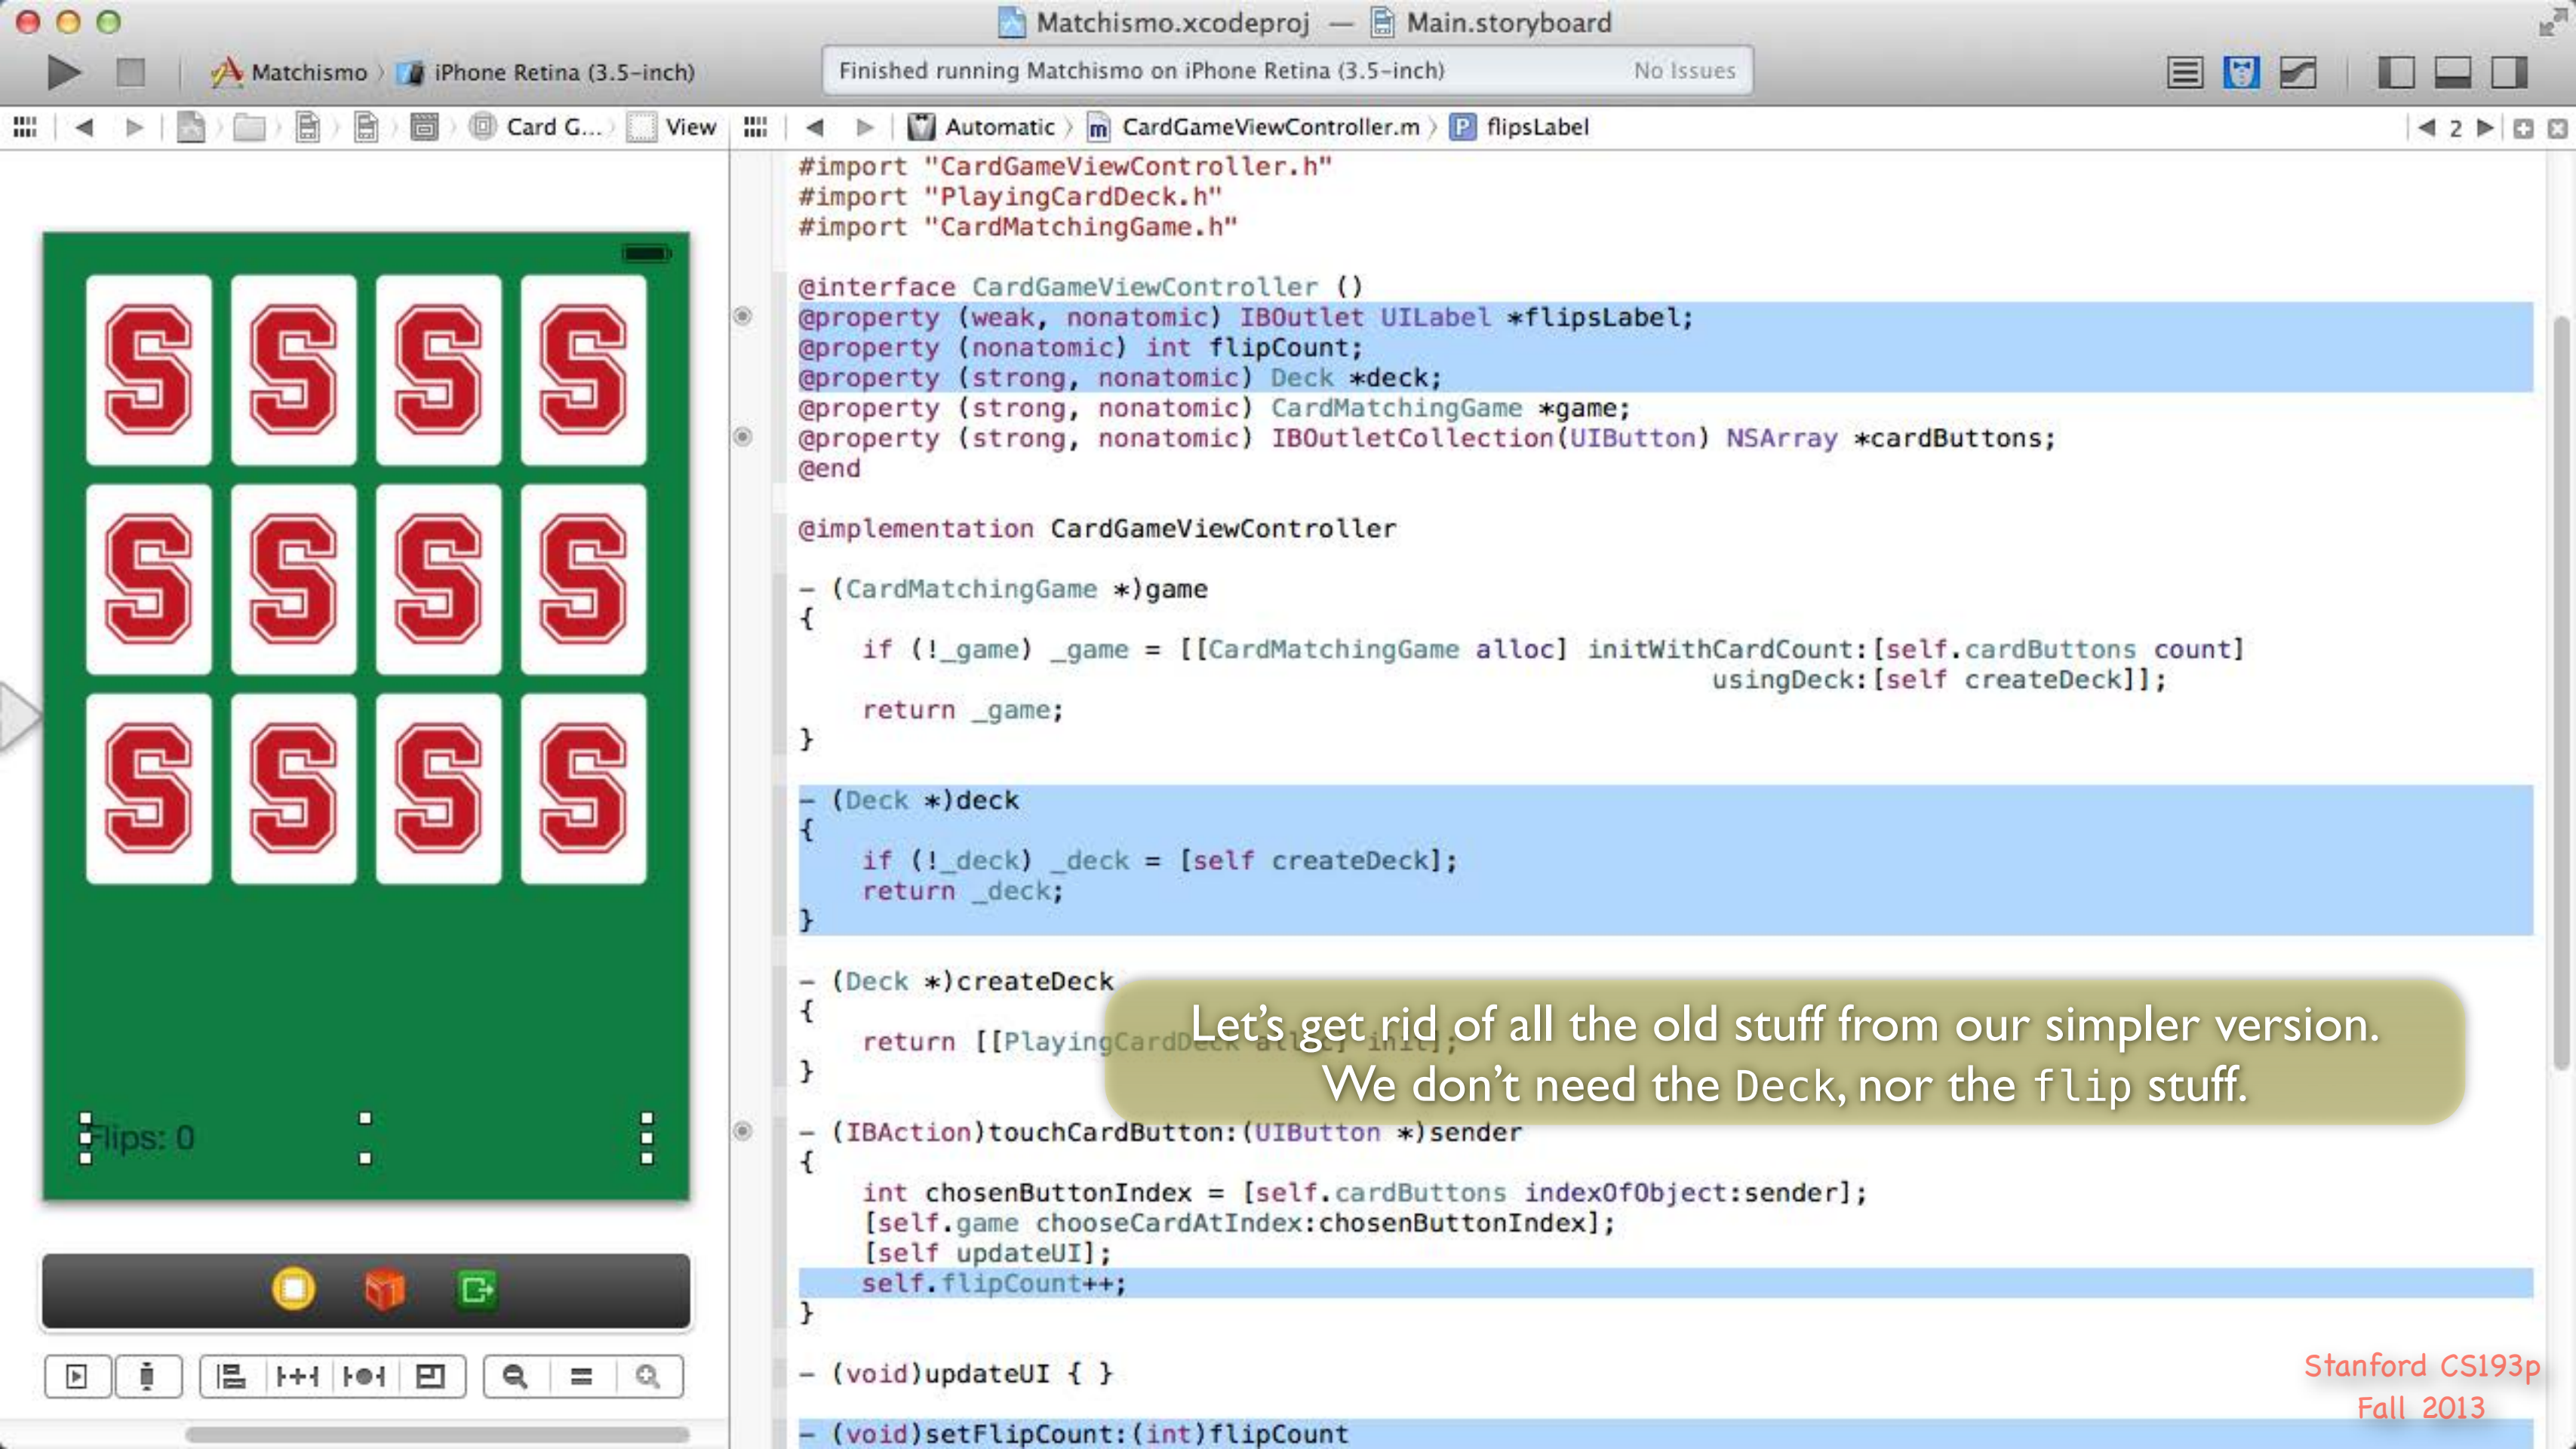 Matchismo.xcodeproj — Main.storyboard
Matchismo iPhone Retina (3.5-inch)
Finished running Matchismo on iPhone Retina (3.5-inch) No Issues
Card G... View
Automatic CardGameViewController.m P flipsLabel
2
#import "CardGameViewController.h"
#import "PlayingCardDeck.h"
#import "CardMatchingGame.h"
@interface CardGameViewController ()
@property (weak, nonatomic) IBOutlet UILabel *flipsLabel;
@property (nonatomic) int flipCount;
@property (strong, nonatomic) Deck *deck;
@property (strong, nonatomic) CardMatchingGame *game;
@property (strong, nonatomic) IBOutletCollection(UIButton) NSArray *cardButtons;
@end
@implementation CardGameViewController
- (CardMatchingGame *)game
{
if (!_game) _game = [[CardMatchingGame alloc] initWithCardCount:[self.cardButtons count]
usingDeck:[self createDeck]];
return _game;
}
- (Deck *)deck
{
if (!_deck) _deck = [self createDeck];
return _deck;
}
- (Deck *)createDeck
{
return [[PlayingCardDeck alloc] init];
}
- (IBAction)touchCardButton:(UIButton *)sender
{
int chosenButtonIndex = [self.cardButtons indexOfObject:sender];
[self.game chooseCardAtIndex:chosenButtonIndex];
[self updateUI];
self.flipCount++;
}
- (void)updateUI { }
- (void)setFlipCount:(int)flipCount
Let's get rid of all the old stuff from our simpler version.
We don't need the Deck, nor the flip stuff.
S S S S
S S S S
S S S S
Flips: 0
Stanford CS193p
Fall 2013